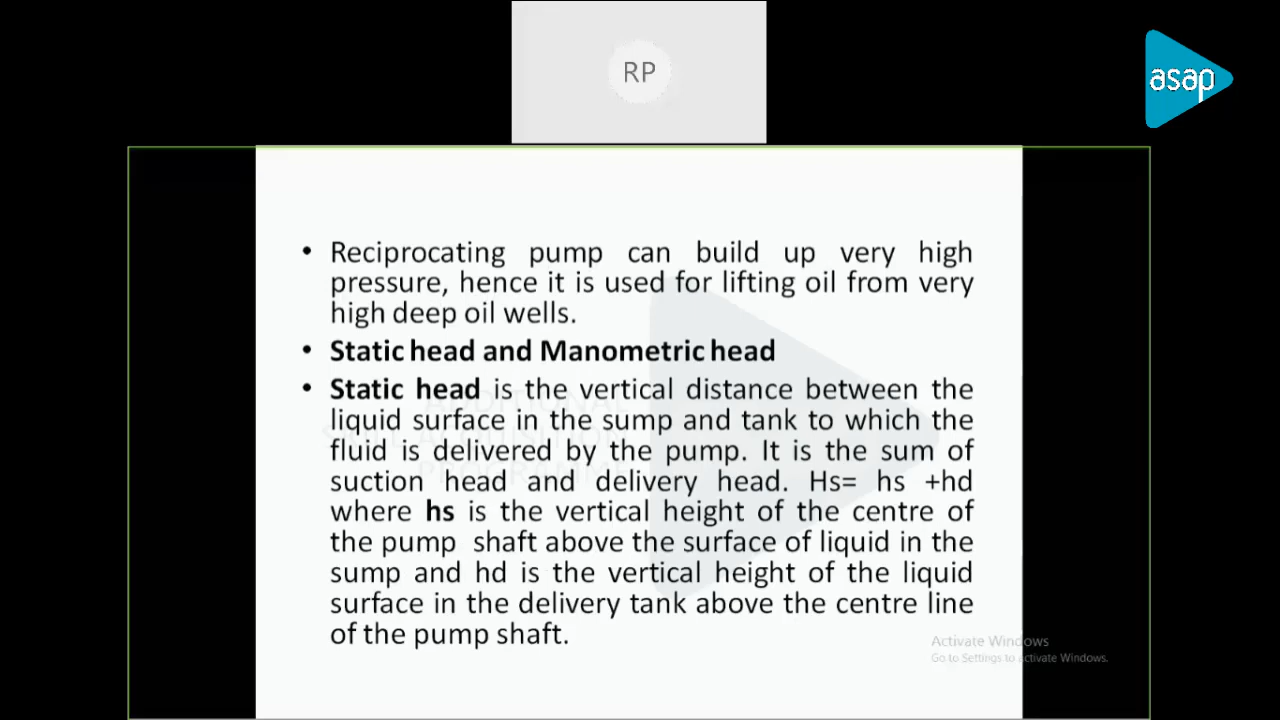 RP
asap
• Reciprocating pump can build up very high
pressure, hence it is used for lifting oil from very
high deep oil wells.
• Static head and Manometric head
• Static head is the vertical distance between the
liquid surface in the sump and tank to which the
fluid is delivered by the pump. It is the sum of
suction head and delivery head. Hs= hs +hd
where hs is the vertical height of the centre of
the pump shaft above the surface of liquid in the
sump and hd is the vertical height of the liquid
surface in the delivery tank above the centre line
of the pump shaft.
ADDITIONAL
SKILL ACQUISITION
PROGRAMME
Activate Windows
Go to Settings to activate Windows.